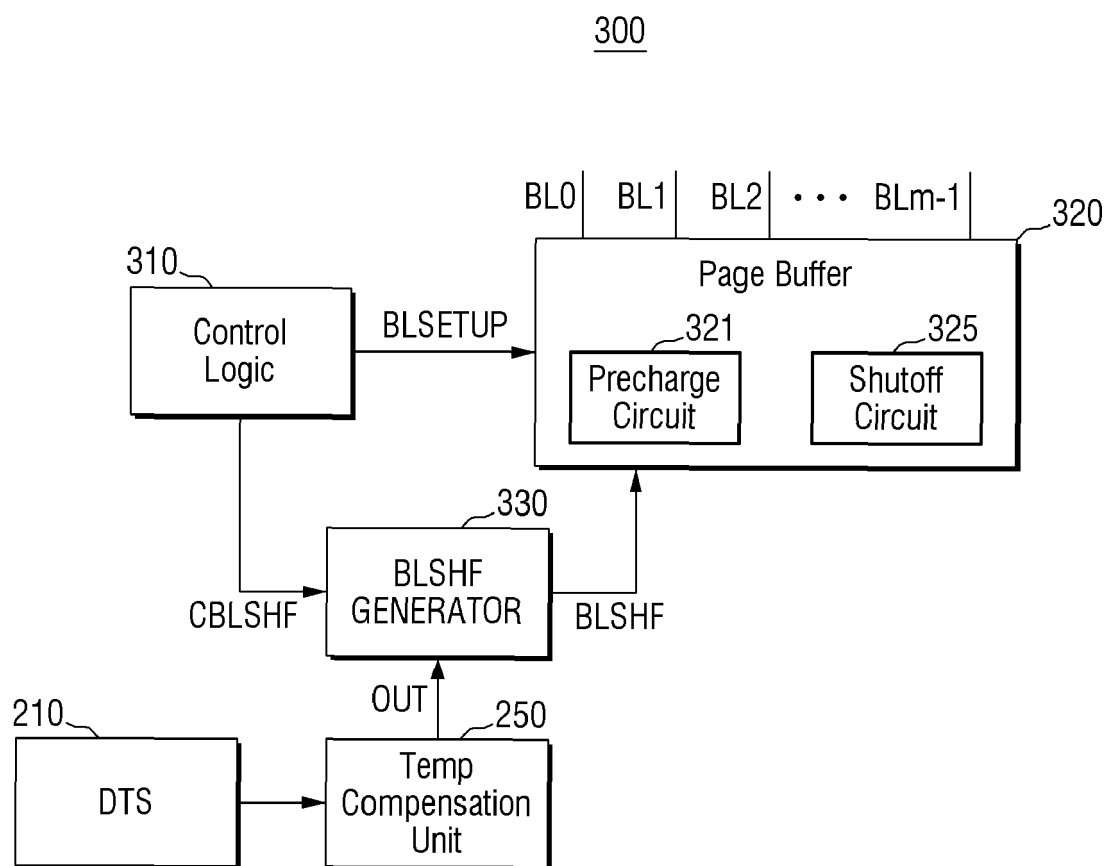 300
BL0 BL1 BL2 ••• BLm-1
320
310
Page Buffer
Control
Logic
BLSETUP
321
325
Precharge
Circuit
Shutoff
Circuit
330
BLSHF
GENERATOR
CBLSHF
BLSHF
OUT
210
250
DTS
Temp
Compensation
Unit